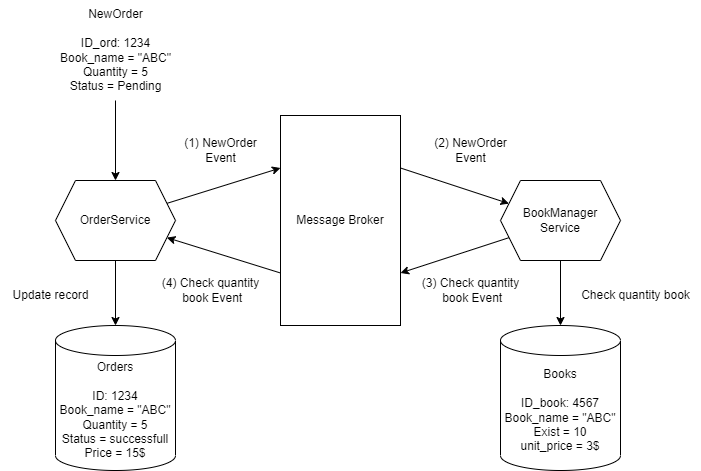 NewOrder
ID_ord: 1234
Book_name = "ABC"
Quantity = 5
Status = Pending
(1) NewOrder
Event
(2) NewOrder
Event
OrderService
Message Broker
BookManager
Service
(4) Check quantity
book Event
(3) Check quantity
book Event
Update record
Check quantity book
Orders
ID: 1234
Book_name = "ABC"
Quantity = 5
Status = successfull
Price = 15$
Books
ID_book: 4567
Book_name = "ABC"
Exist = 10
unit_price = 3$